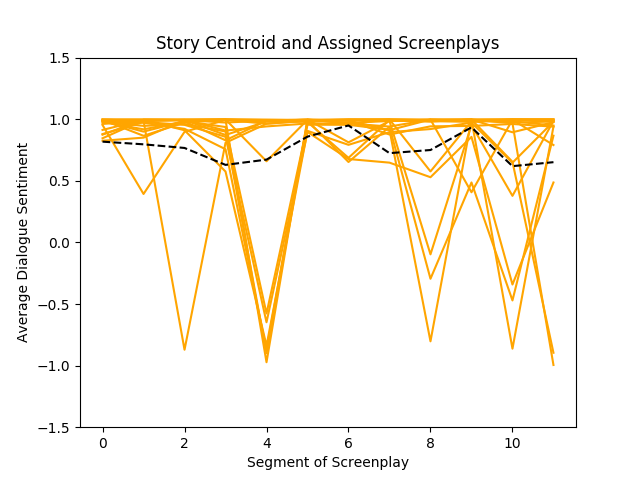 Story Centroid and Assigned Screenplays
1.5
1.0
0.5
0.0
−0.5
−1.0
−1.5
Average Dialogue Sentiment
0 2 4 6 8 10
Segment of Screenplay